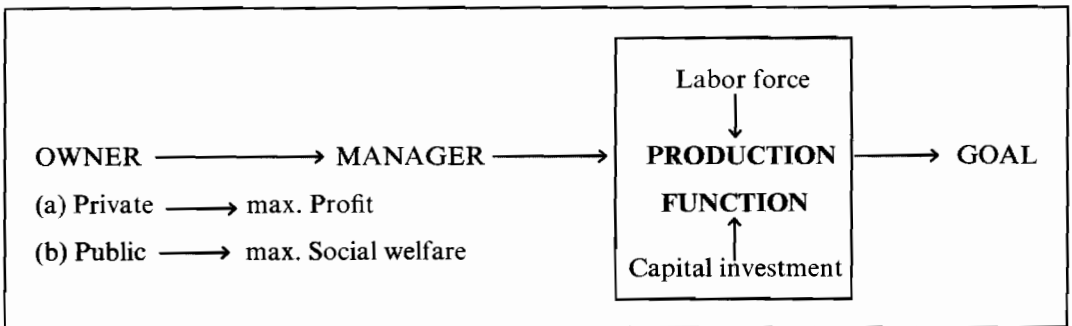 Labor force
OWNER MANAGER PRODUCTION GOAL
(a) Private max. Profit FUNCTION
(b) Public max. Social welfare
Capital investment